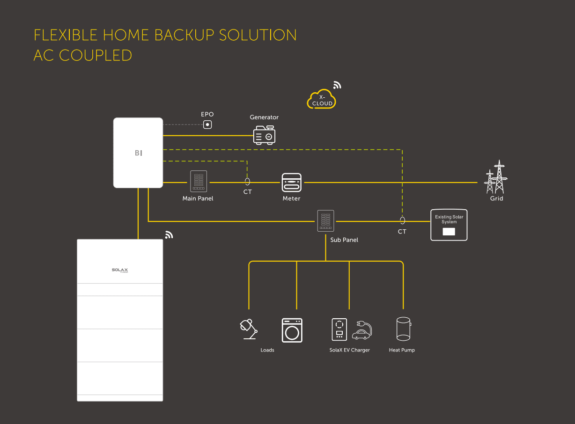 FLEXIBLE HOME BACKUP SOLUTION
AC COUPLED
X-
CLOUD
EPO
Generator
BI
CT
Main Panel
Meter
Grid
Existing Solar
System
CT
Sub Panel
SOLAX
Loads
SolaX EV Charger
Heat Pump